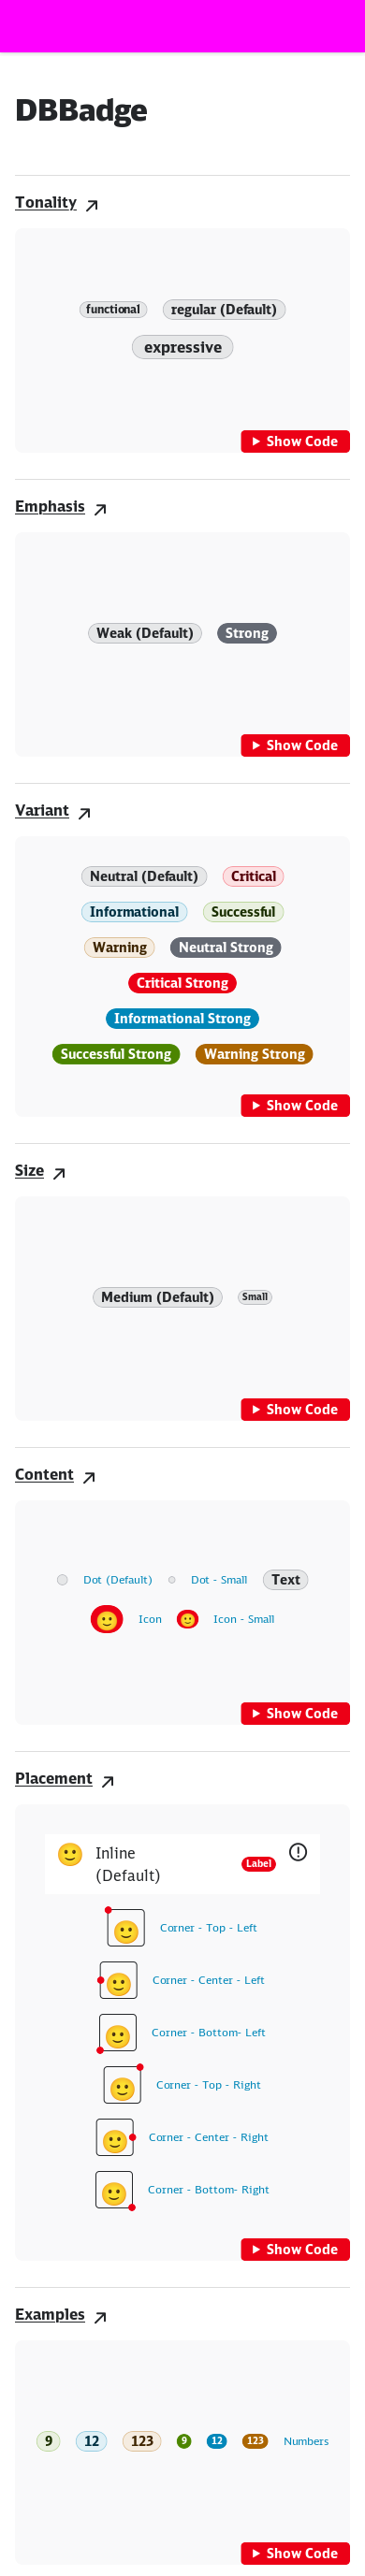 DBBadge
Tonality
functional regular (Default)
expressive
Show Code
Emphasis
Weak (Default) Strong
Show Code
Variant
Neutral (Default) Critical
Informational Successful
Warning Neutral Strong
Critical Strong
Informational Strong
Successful Strong Warning Strong
Show Code
Size
Medium (Default) Small
Show Code
Content
Dot (Default) Dot - Small Text
Icon Icon - Small
Show Code
Placement
Inline
(Default)
Label
Corner - Top - Left
Corner - Center - Left
Corner - Bottom- Left
Corner - Top - Right
Corner - Center - Right
Corner - Bottom- Right
Show Code
Examples
9 12 123 9 12 123 Numbers
Show Code